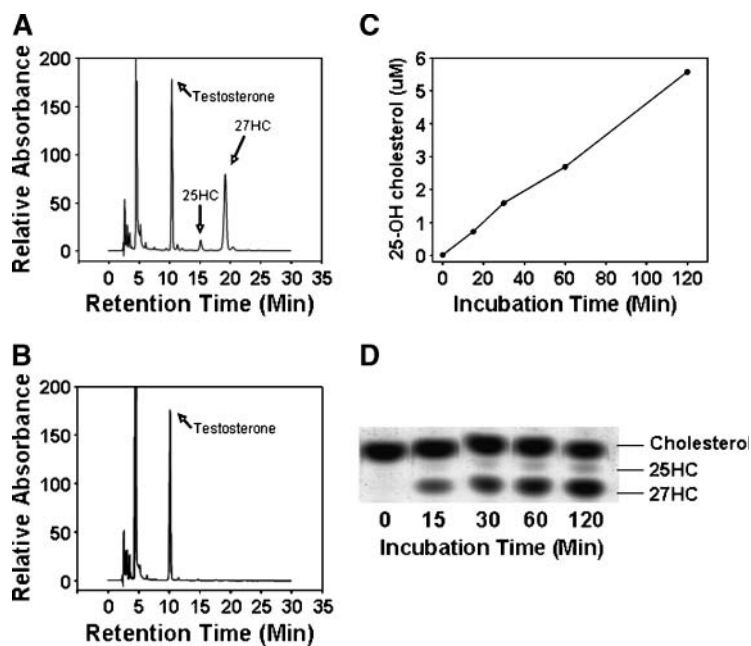 A
Relative Absorbance
200
150
100
50
0
Testosterone
27HC
25HC
0 5 10 15 20 25 30 35
Retention Time (Min)
B
Relative Absorbance
200
150
100
50
0
Testosterone
0 5 10 15 20 25 30 35
Retention Time (Min)
C
25-OH cholesterol (uM)
6
5
4
3
2
1
0
0 20 40 60 80 100 120
Incubation Time (Min)
D
Cholesterol
25HC
27HC
0 15 30 60 120
Incubation Time (Min)